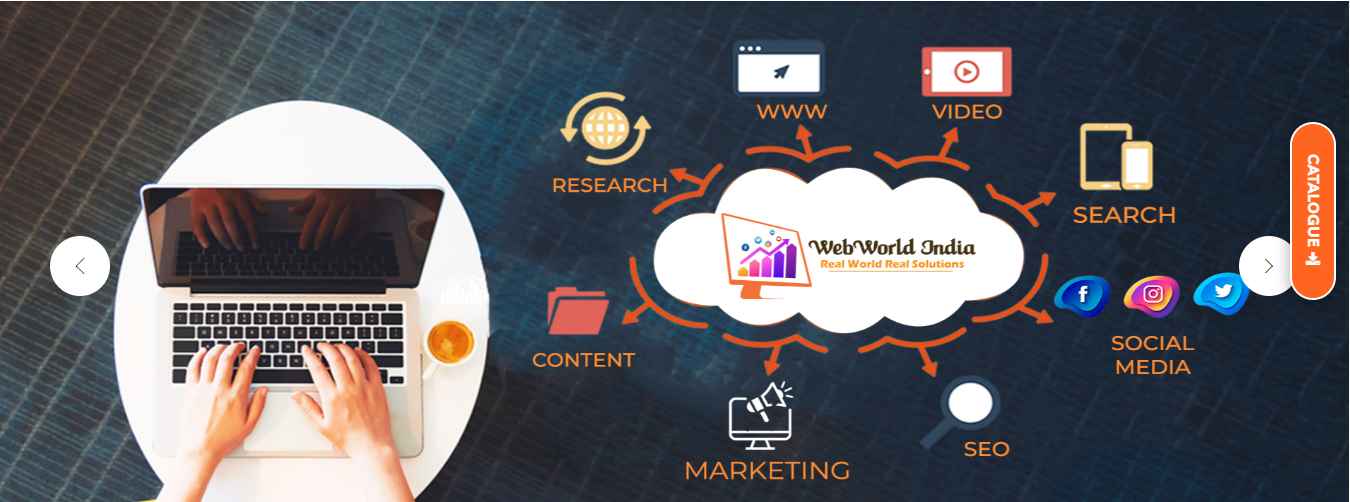 WWW
VIDEO
RESEARCH
SEARCH
CATALOGUE
WebWorld India
Real World Real Solutions
CONTENT
SOCIAL
MEDIA
SEO
MARKETING